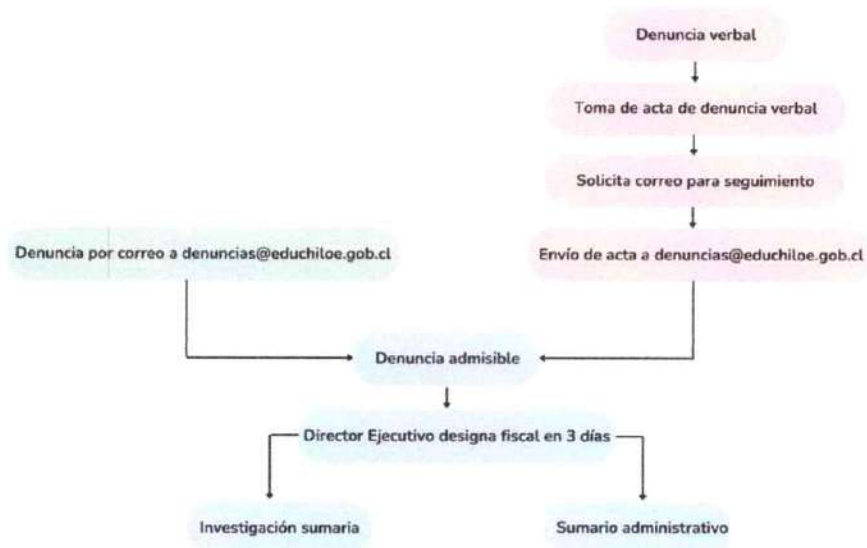 Denuncia verbal
Toma de acta de denuncia verbal
Solicita correo para seguimiento
Denuncia por correo a denuncias@educhiloe.gob.cl
Envío de acta a denuncias@educhiloe.gob.cl
Denuncia admisible
Director Ejecutivo designa fiscal en 3 días
Investigación sumaria
Sumario administrativo